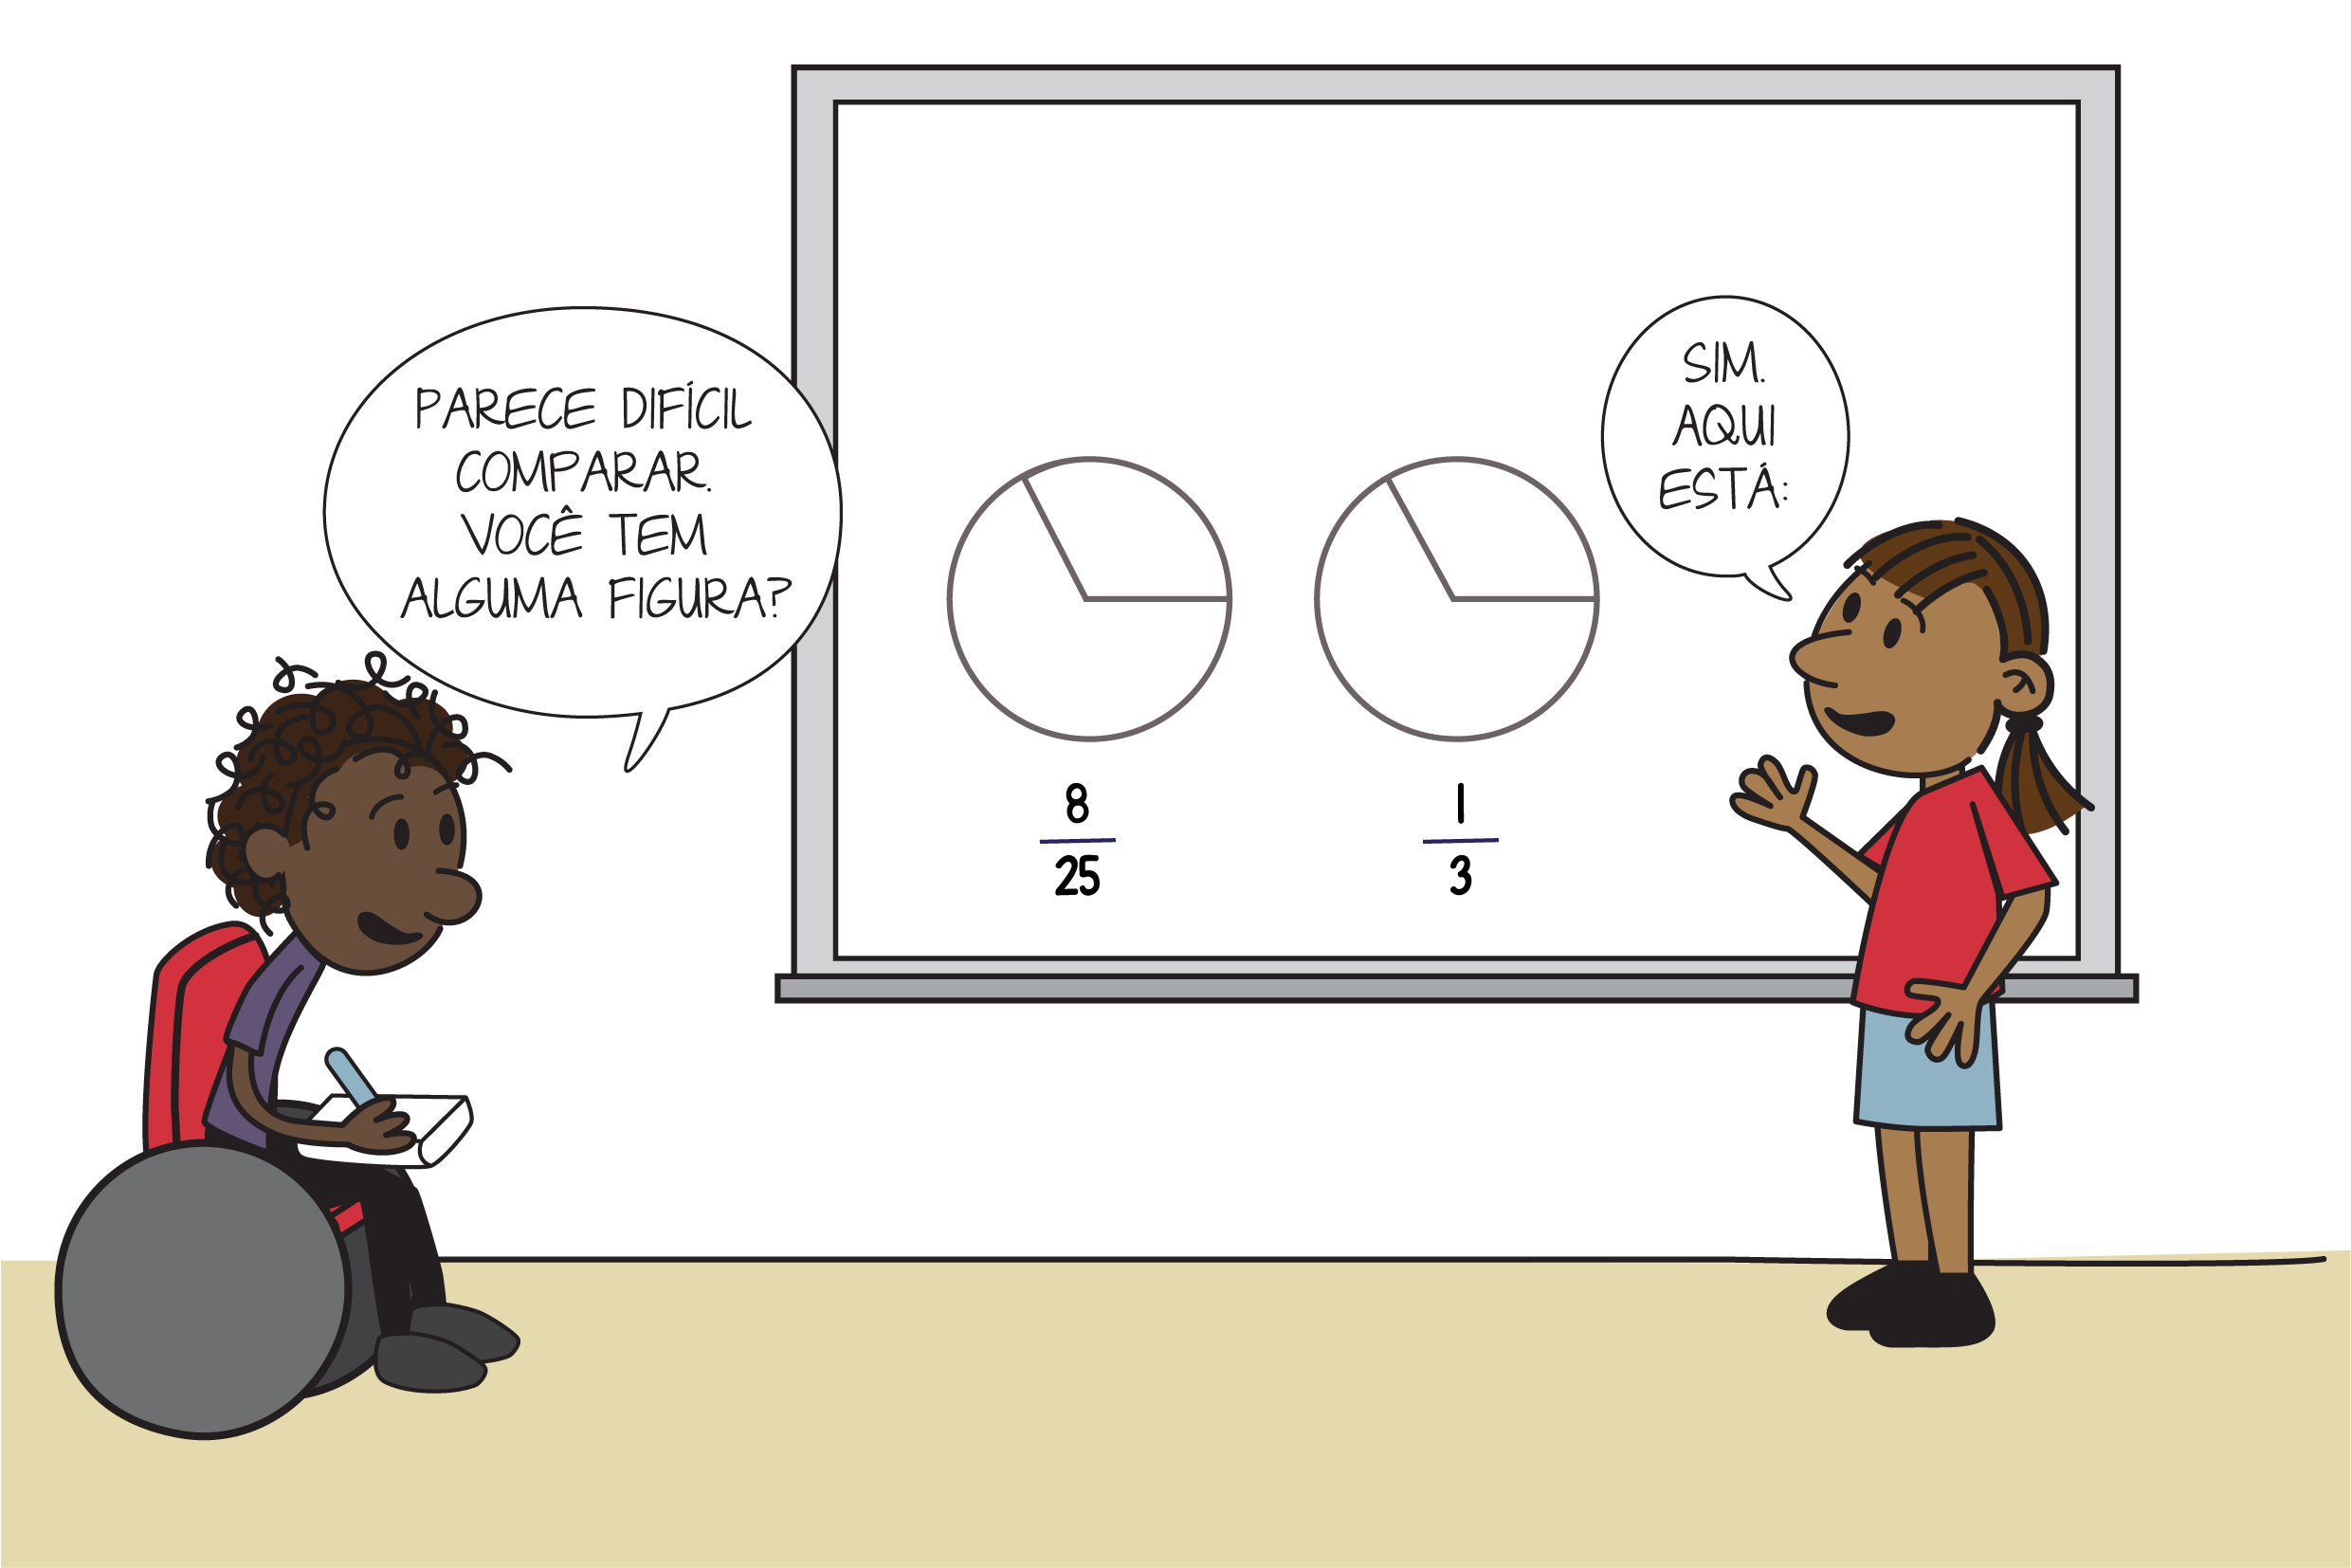 PARECE DIFÍCIL
COMPARAR.
VOCÊ TEM
ALGUMA FIGURA?
SIM.
AQUI
ESTÁ:
8
25
1
3